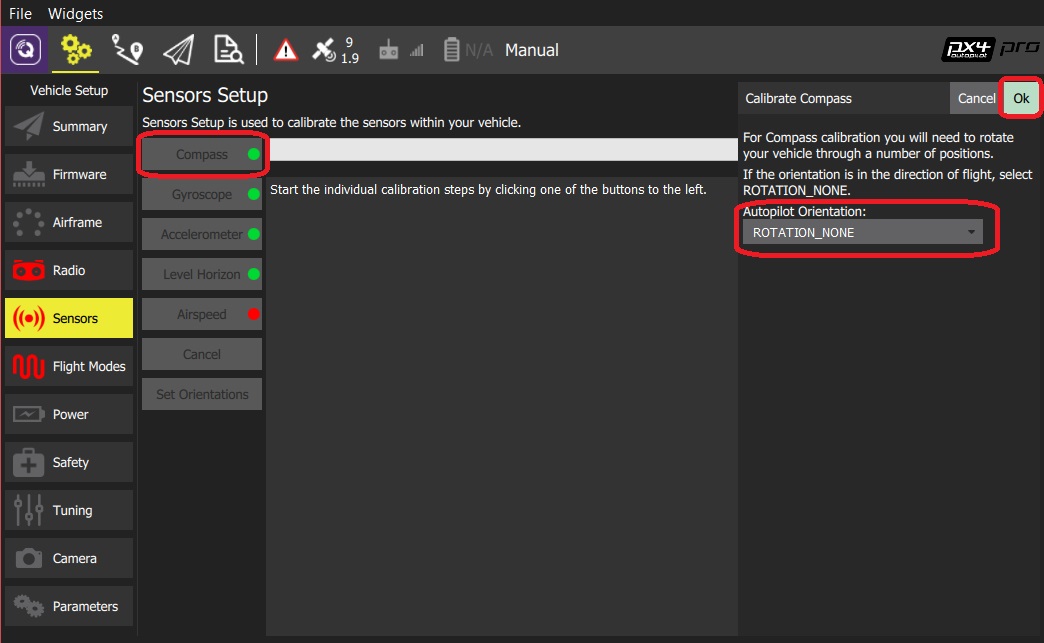 File Widgets
9
1.9
N/A
Manual
px4
autopilot
pro
Vehicle Setup
Summary
Firmware
Airframe
Radio
Sensors
Flight Modes
Power
Safety
Tuning
Camera
Parameters
Sensors Setup
Sensors Setup is used to calibrate the sensors within your vehicle.
Compass
Gyroscope
Accelerometer
Level Horizon
Airspeed
Cancel
Set Orientations
Start the individual calibration steps by clicking one of the buttons to the left.
Calibrate Compass
Cancel
Ok
For Compass calibration you will need to rotate
your vehicle through a number of positions.
If the orientation is in the direction of flight, select
ROTATION_NONE.
Autopilot Orientation:
ROTATION_NONE